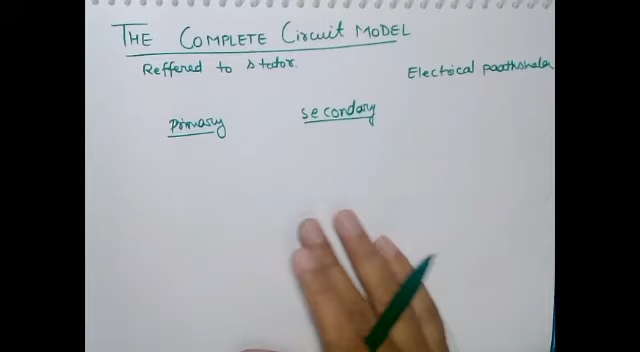 THE COMPLETE Circuit MODEL
Reffered to stator.
Electrical paathshala
Primary
secondary